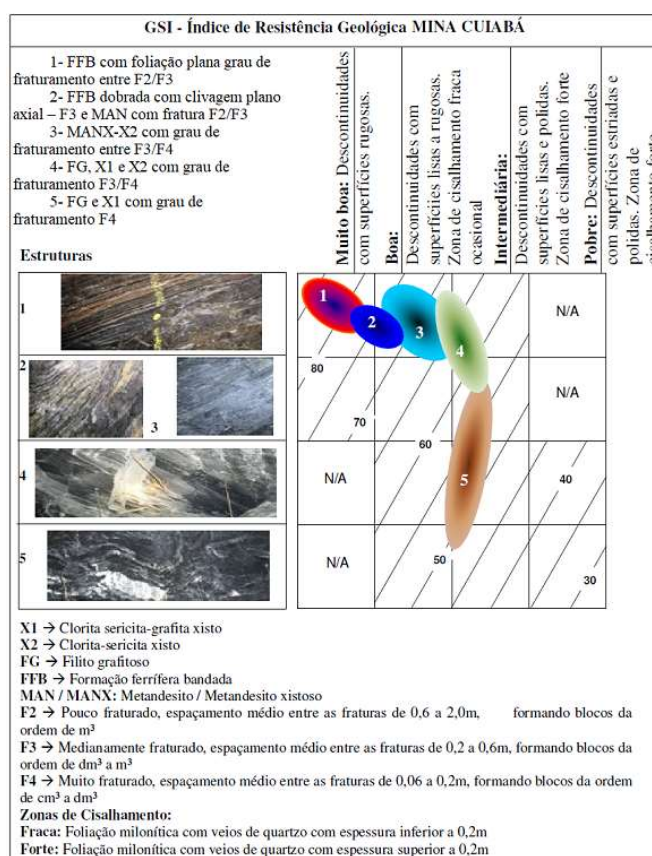 GSI - Índice de Resistência Geológica MINA CUIABÁ
1- FFB com foliação plana grau de
fraturamento entre F2/F3
2- FFB dobrada com clivagem plano
axial – F3 e MAN com fratura F2/F3
3- MANX-X2 com grau de
fraturamento entre F3/F4
4- FG, X1 e X2 com grau de
fraturamento F3/F4
5- FG e X1 com grau de
fraturamento F4
Muito boa: Descontinuidades
com superfícies rugosas.
Boa:
Descontinuidades com
superfíciies lisas a rugosas.
Zona de cisalhamento fraca
ocasional
Intermediária:
Descontinuidades com
superfícies lisas e polidas.
Zona de cisalhamento forte
Pobre: Descontinuidades
com superfícies estriadas e
polidas. Zona de
Estruturas
1
2
3
4
5
1
2
3
4
5
N/A
80
N/A
70
60
N/A
40
N/A
50
30
X1 → Clorita sericita-grafita xisto
X2 → Clorita-sericita xisto
FG → Filito grafitoso
FFB → Formação ferrífera bandada
MAN / MANX: Metandesito / Metandesito xistoso
F2 → Pouco fraturado, espaçamento médio entre as fraturas de 0,6 a 2,0m, formando blocos da
ordem de m³
F3 → Medianamente fraturado, espaçamento médio entre as fraturas de 0,2 a 0,6m, formando blocos da
ordem de dm³ a m³
F4 → Muito fraturado, espaçamento médio entre as fraturas de 0,06 a 0,2m, formando blocos da ordem
de cm³ a dm³
Zonas de Cisalhamento:
Fraca: Foliação milonítica com veios de quartzo com espessura inferior a 0,2m
Forte: Foliação milonítica com veios de quartzo com espessura superior a 0,2m